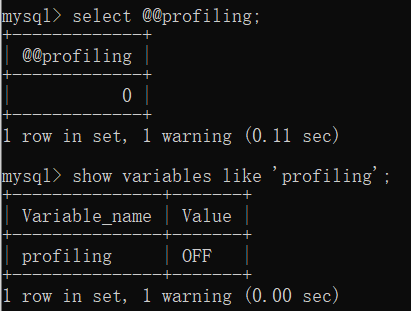 mysql> select @@profiling;
+-------------+
| @@profiling |
+-------------+
|           0 |
+-------------+
1 row in set, 1 warning (0.11 sec)
mysql> show variables like 'profiling';
+---------------+-------+
| Variable_name | Value |
+---------------+-------+
| profiling     | OFF   |
+---------------+-------+
1 row in set, 1 warning (0.00 sec)